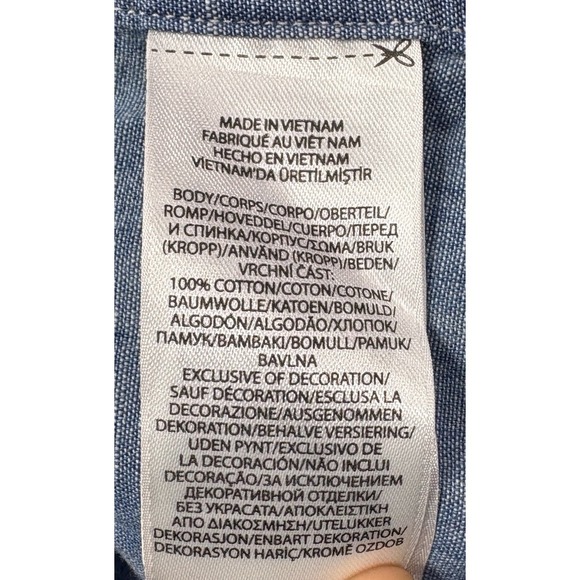 MADE IN VIETNAM
FABRIQUÉ AU VIÊT NAM
HECHO EN VIETNAM
VIETNAM'DA ÜRETİLMİŞTİR
BODY/CORPS/CORPO/OBERTEIL/
ROMP/HOVEDDEL/CUERPO/ПЕРЕД
И СПИНКА/КОРПУС/ΣΩΜΑ/BRUK
(KROPP)/ANVÄND (KROPP)/BEDEN/
VRCHNÍ ČÁST:
100% COTTON/COTON/COTONE/
BAUMWOLLE/KATOEN/BOMULD/
ALGODÓN/ALGODÃO/ХЛОПОК/
ПАМУК/ΒΑΜΒΑΚΙ/BOMULL/PAMUK/
BAVLNA
EXCLUSIVE OF DECORATION/
SAUF DÉCORATION/ESCLUSA LA
DECORAZIONE/AUSGENOMMEN
DEKORATION/BEHALVE VERSIERING/
UDEN PYNT/EXCLUSIVO DE
LA DECORACIÓN/NÃO INCLUI
DECORAÇÃO/ЗА ИСКЛЮЧЕНИЕМ
ДЕКОРАТИВНОЙ ОТДЕЛКИ/
БЕЗ УКРАСАТА/ΑΠΟΚΛΕΙΣΤΙΚΗ
ΑΠΟ ΔΙΑΚΟΣΜΗΣΗ/UTELUKKER
DEKORASJON/ENBART DEKORATION/
DEKORASYON HARİÇ/KROMĚ OZDOB